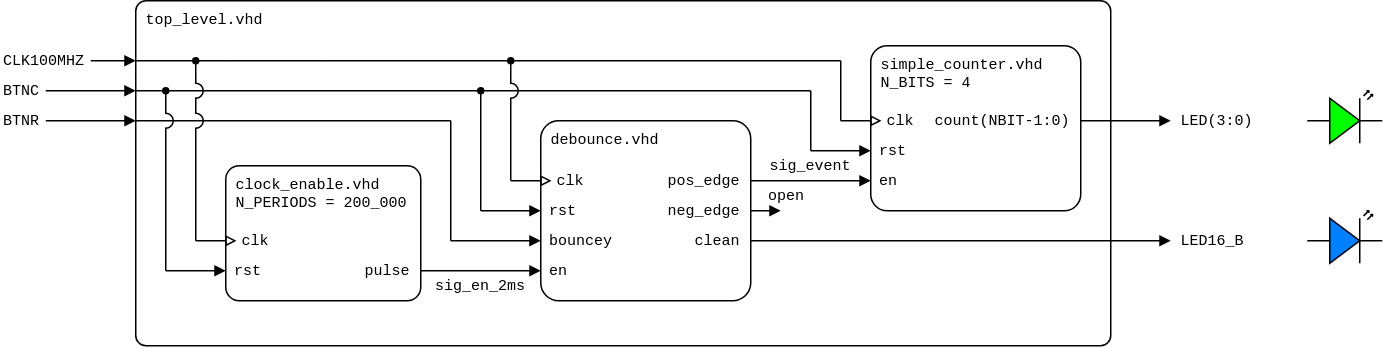 top_level.vhd
CLK100MHZ
BTNC
BTNR
clock_enable.vhd
N_PERIODS = 200_000
clk
rst
pulse
sig_en_2ms
debounce.vhd
clk
rst
bouncey
en
pos_edge
neg_edge
clean
sig_event
open
simple_counter.vhd
N_BITS = 4
clk
count(NBIT-1:0)
rst
en
LED(3:0)
LED16_B